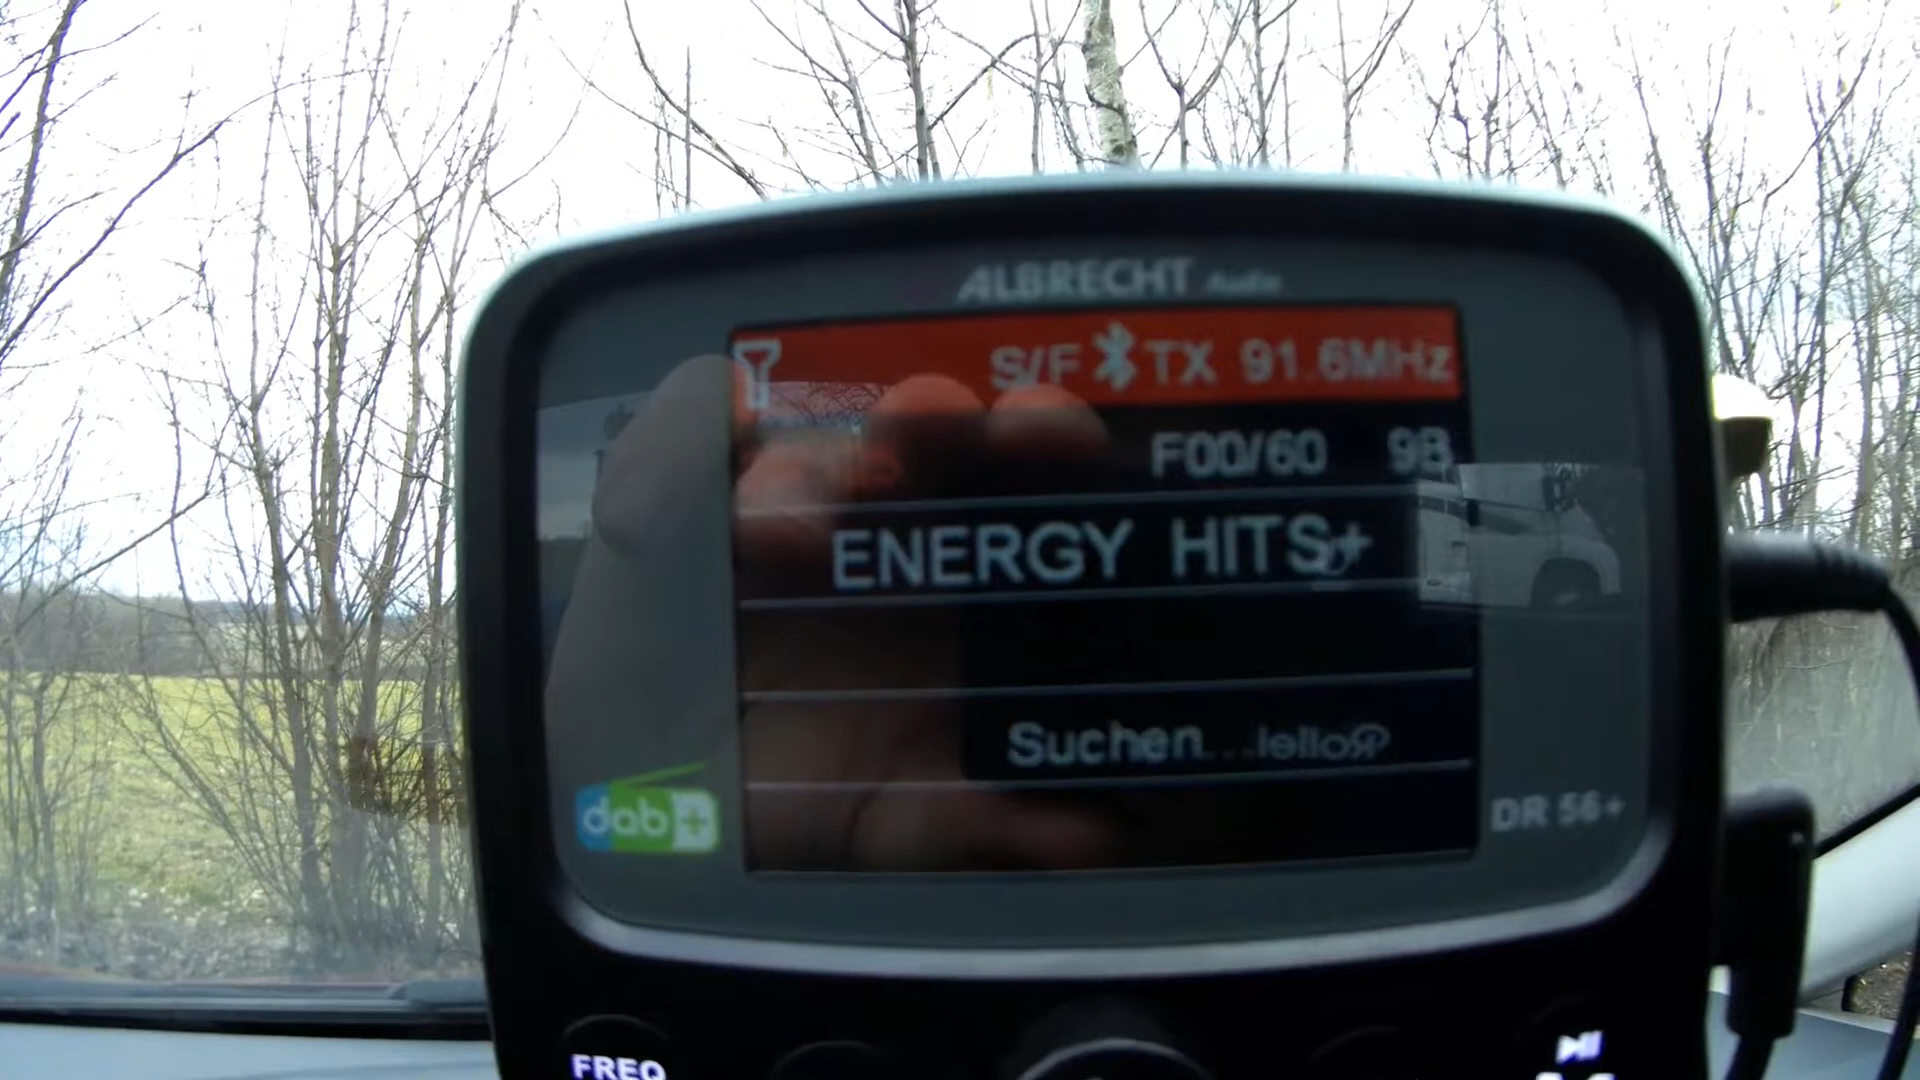 ALBRECHT Audio
S/F TX 91.6MHz
F00/60 9B
ENERGY HITS+
Suchen...
dab+
DR 56+
FREQ